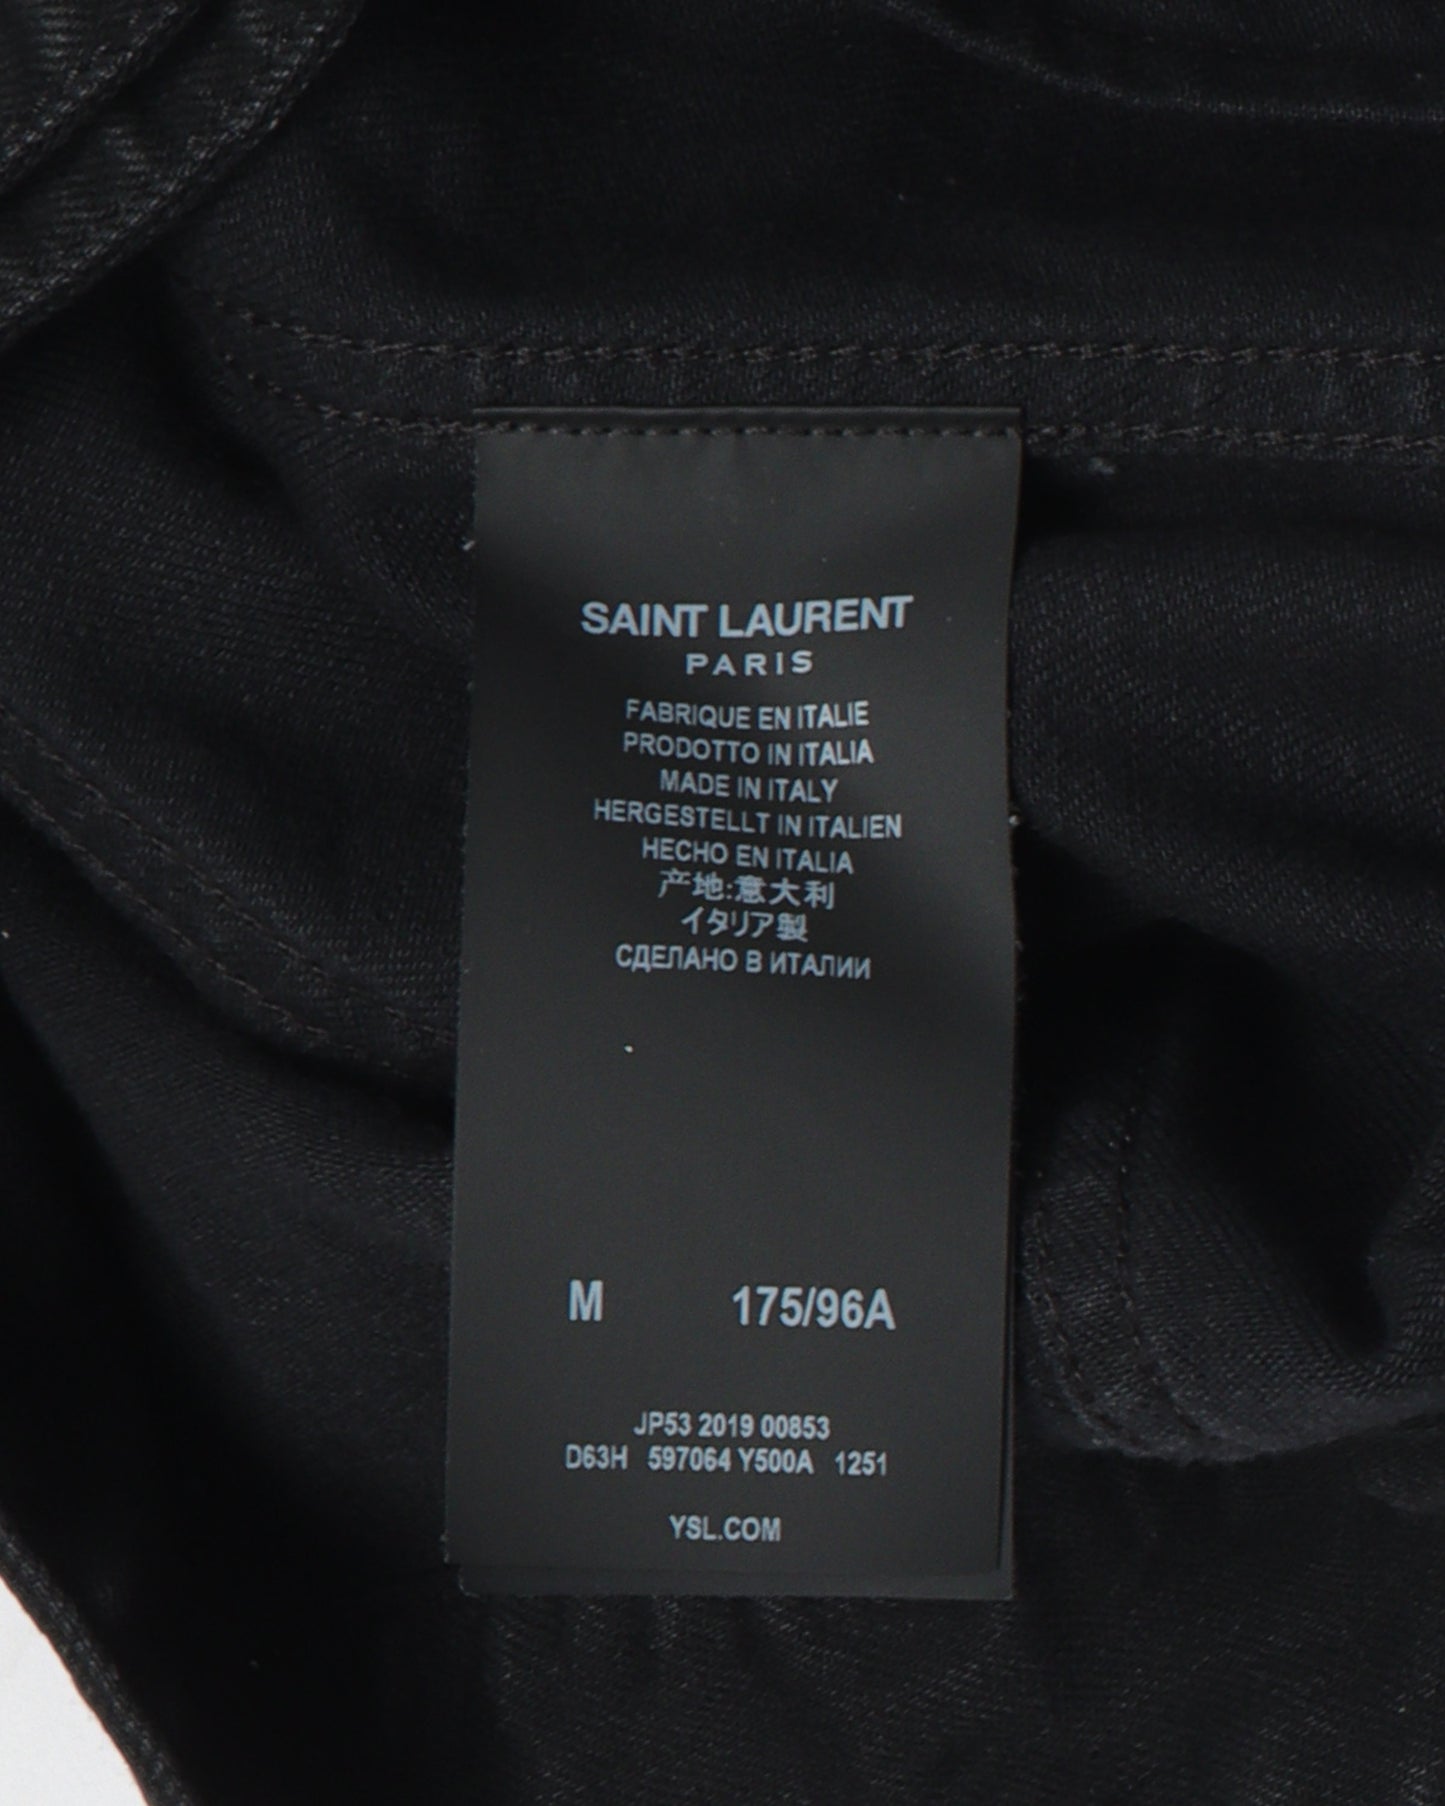 SAINT LAURENT
PARIS
FABRIQUE EN ITALIE
PRODOTTO IN ITALIA
MADE IN ITALY
HERGESTELLT IN ITALIEN
HECHO EN ITALIA
产地:意大利
イタリア製
СДЕЛАНО В ИТАЛИИ
M 175/96A
JP53 2019 00853
D63H 597064 Y500A 1251
YSL.COM